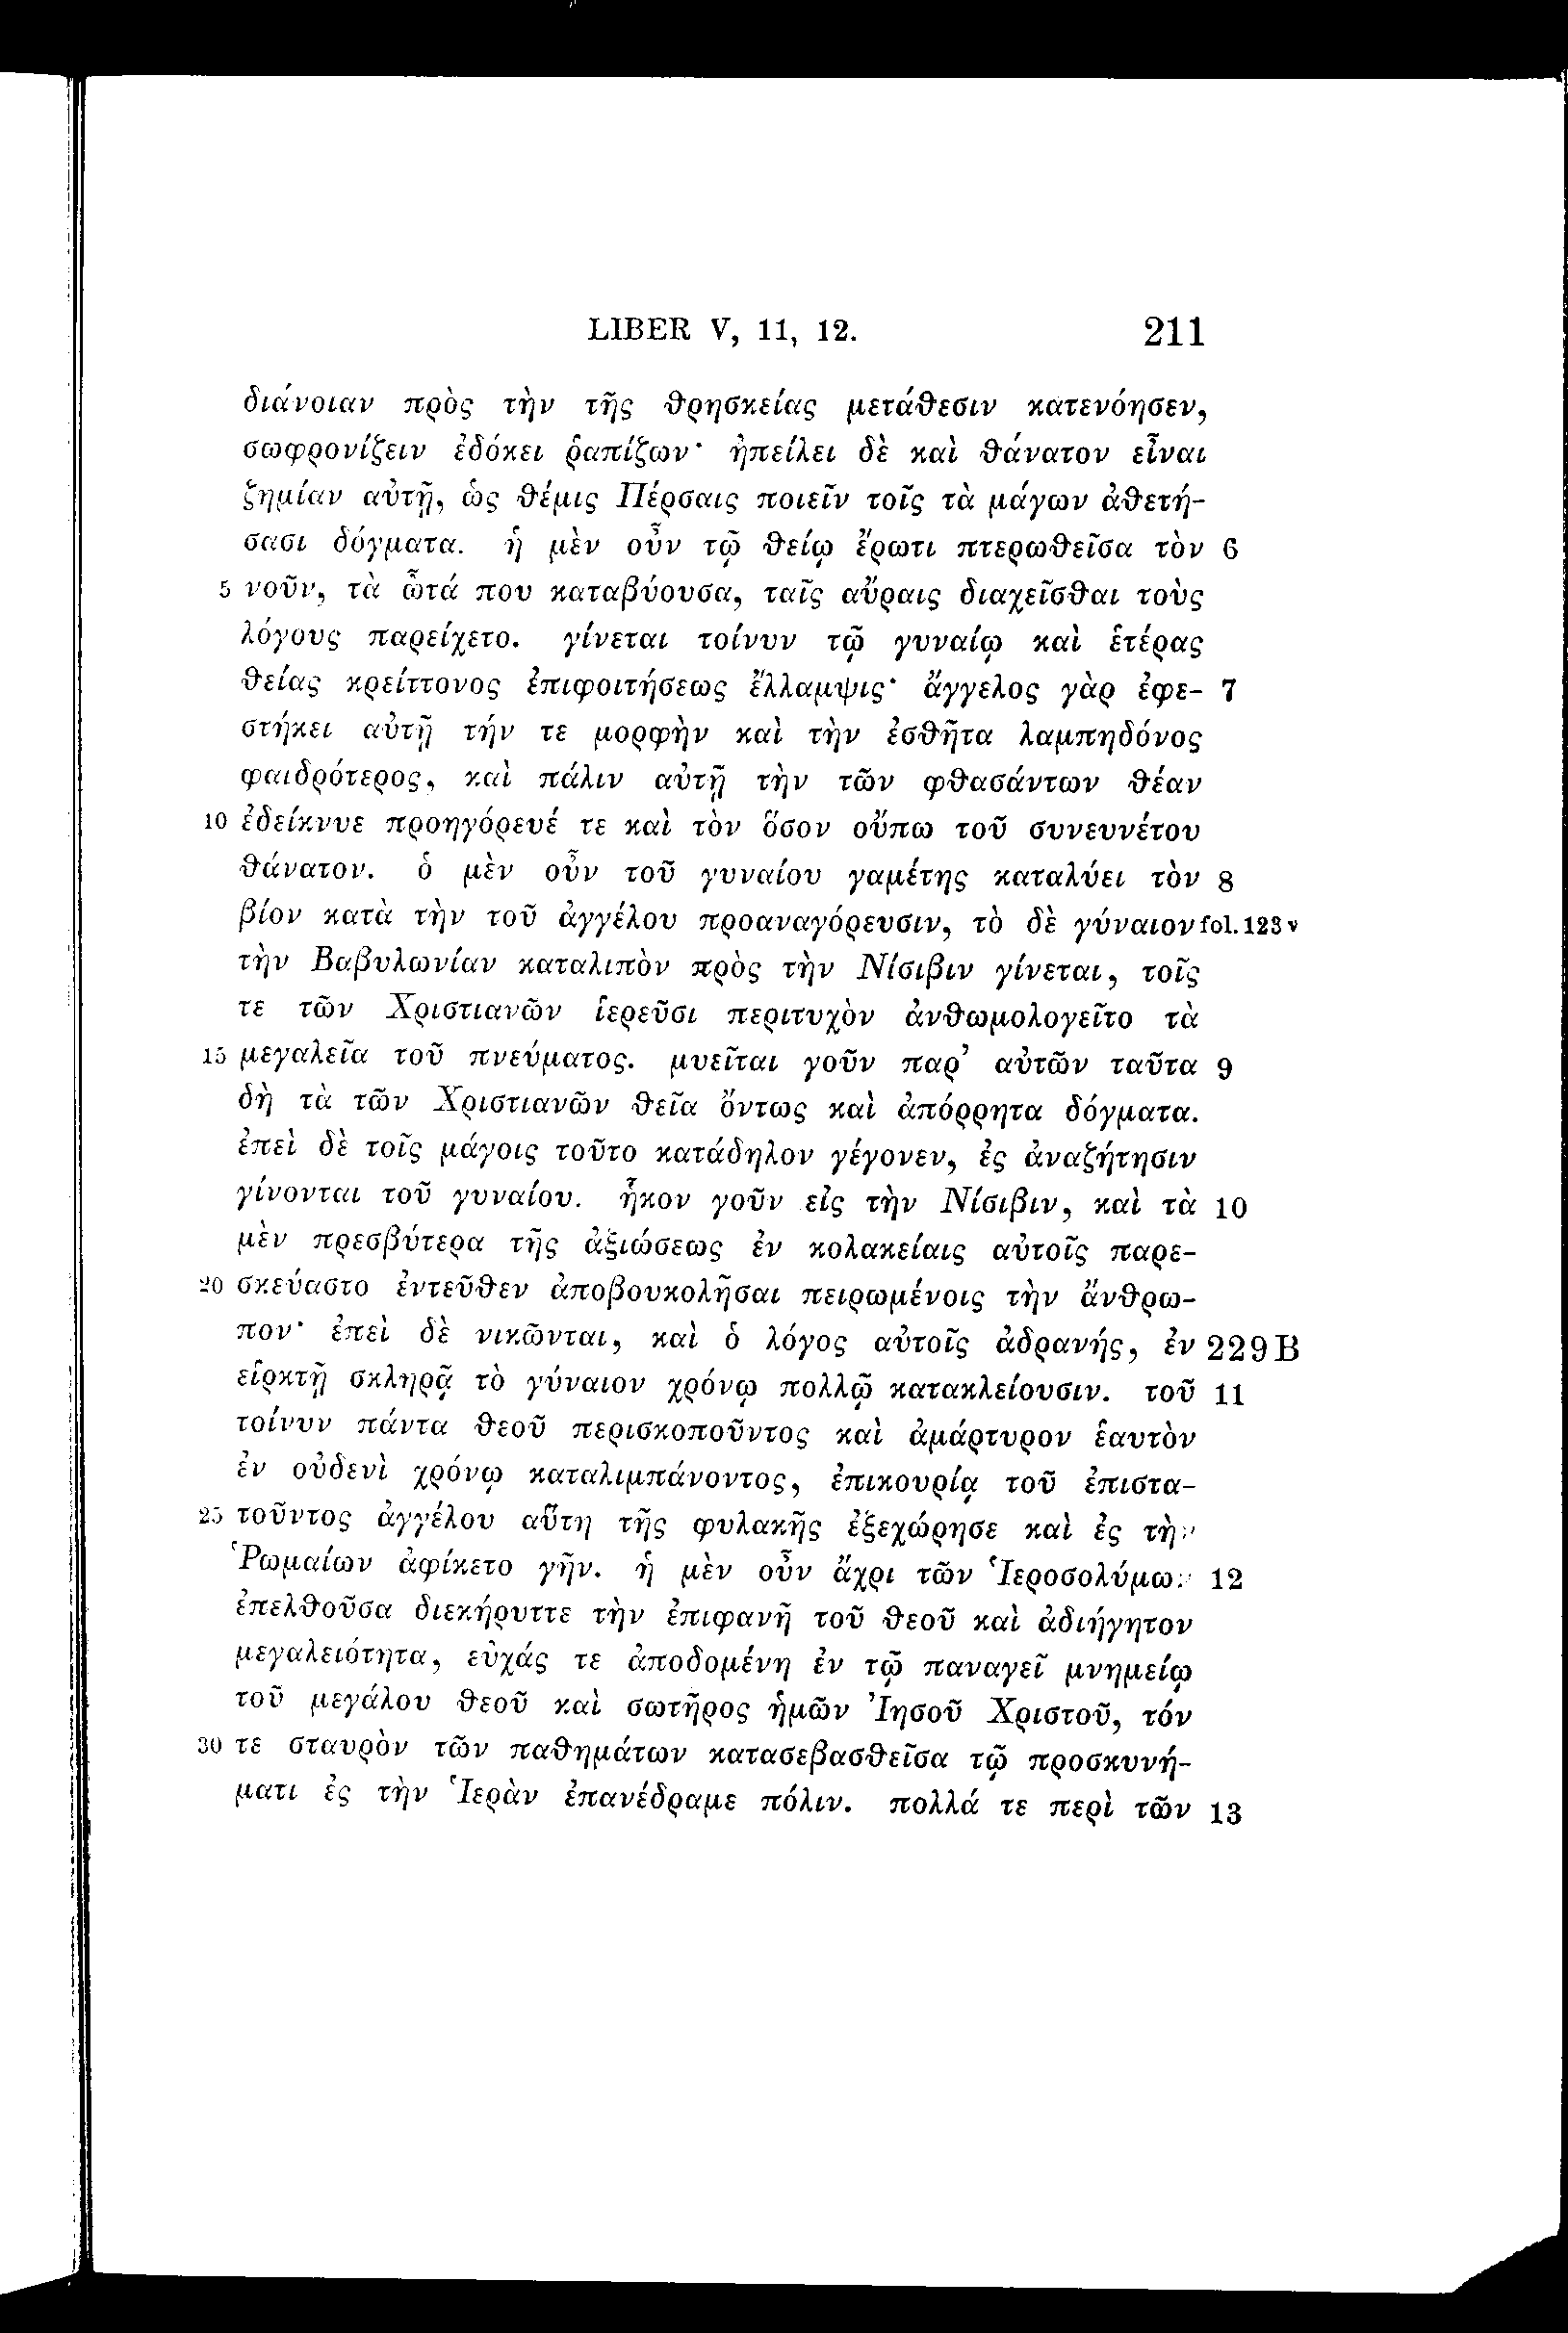 LIBER V, 11, 12. 211
διάνοιαν πρὸς τὴν τῆς θρησκείας μετάθεσιν κατενόησεν,
σωφρονίζειν ἐδόκει ῥαπίζων· ἠπείλει δὲ καὶ θάνατον εἶναι
ζημίαν αὐτῇ, ὡς θέμις Πέρσαις ποιεῖν τοῖς τὰ μάγων ἀθετή-
σασι δόγματα. ἡ μὲν οὖν τῷ θείῳ ἔρωτι πτερωθεῖσα τὸν 6
5 νοῦν, τὰ ὦτά που καταβύουσα, ταῖς αὔραις διαχεῖσθαι τοὺς
λόγους παρείχετο. γίνεται τοίνυν τῷ γυναίῳ καὶ ἑτέρας
θείας κρείττονος ἐπιφοιτήσεως ἔλλαμψις· ἄγγελος γὰρ ἐφε- 7
στήκει αὐτῇ τήν τε μορφὴν καὶ τὴν ἐσθῆτα λαμπηδόνος
φαιδρότερος, καὶ πάλιν αὐτῇ τὴν τῶν φθασάντων θέαν
10 ἐδείκνυε προηγόρευέ τε καὶ τὸν ὅσον οὔπω τοῦ συνευνέτου
θάνατον. ὁ μὲν οὖν τοῦ γυναίου γαμέτης καταλύει τὸν 8
βίον κατὰ τὴν τοῦ ἀγγέλου προαναγόρευσιν, τὸ δὲ γύναιον fol. 123 v
τὴν Βαβυλωνίαν καταλιπὸν πρὸς τὴν Νίσιβιν γίνεται, τοῖς
τε τῶν Χριστιανῶν ἱερεῦσι περιτυχὸν ἀνθωμολογεῖτο τὰ
15 μεγαλεῖα τοῦ πνεύματος. μυεῖται γοῦν παρ’ αὐτῶν ταῦτα 9
δὴ τὰ τῶν Χριστιανῶν θεῖα ὄντως καὶ ἀπόρρητα δόγματα.
ἐπεὶ δὲ τοῖς μάγοις τοῦτο κατάδηλον γέγονεν, ἐς ἀναζήτησιν
γίνονται τοῦ γυναίου. ἧκον γοῦν εἰς τὴν Νίσιβιν, καὶ τὰ 10
μὲν πρεσβύτερα τῆς ἀξιώσεως ἐν κολακείαις αὐτοῖς παρε-
20 σκεύαστο ἐντεῦθεν ἀποβουκολῆσαι πειρωμένοις τὴν ἄνθρω-
πον· ἐπεὶ δὲ νικῶνται, καὶ ὁ λόγος αὐτοῖς ἀδρανής, ἐν 229 B
εἱρκτῇ σκληρᾷ τὸ γύναιον χρόνῳ πολλῷ κατακλείουσιν. τοῦ 11
τοίνυν πάντα θεοῦ περισκοποῦντος καὶ ἀμάρτυρον ἑαυτὸν
ἐν οὐδενὶ χρόνῳ καταλιμπάνοντος, ἐπικουρίᾳ τοῦ ἐπιστα-
25 τοῦντος ἀγγέλου αὕτη τῆς φυλακῆς ἐξεχώρησε καὶ ἐς τὴν
Ῥωμαίων ἀφίκετο γῆν. ἡ μὲν οὖν ἄχρι τῶν Ἱεροσολύμων 12
ἐπελθοῦσα διεκήρυττε τὴν ἐπιφανῆ τοῦ θεοῦ καὶ ἀδιήγητον
μεγαλειότητα, εὐχάς τε ἀποδομένη ἐν τῷ παναγεῖ μνημείῳ
τοῦ μεγάλου θεοῦ καὶ σωτῆρος ἡμῶν Ἰησοῦ Χριστοῦ, τόν
30 τε σταυρὸν τῶν παθημάτων κατασεβασθεῖσα τῷ προσκυνή-
ματι ἐς τὴν Ἱερὰν ἐπανέδραμε πόλιν. πολλά τε περὶ τῶν 13